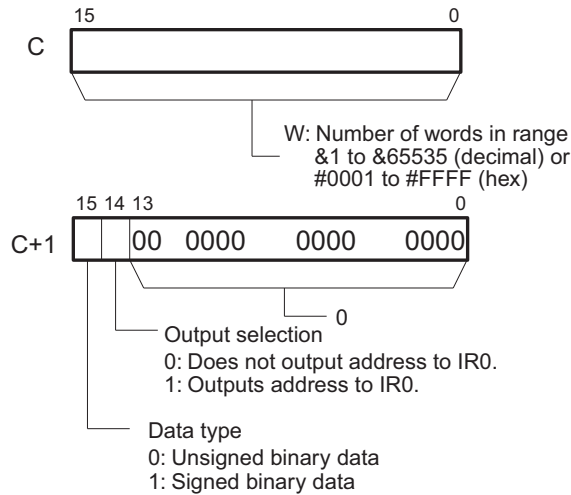 15 0
C
W: Number of words in range
&1 to &65535 (decimal) or
#0001 to #FFFF (hex)
15 14 13 0
C+1 00 0000 0000 0000
0
Output selection
0: Does not output address to IR0.
1: Outputs address to IR0.
Data type
0: Unsigned binary data
1: Signed binary data